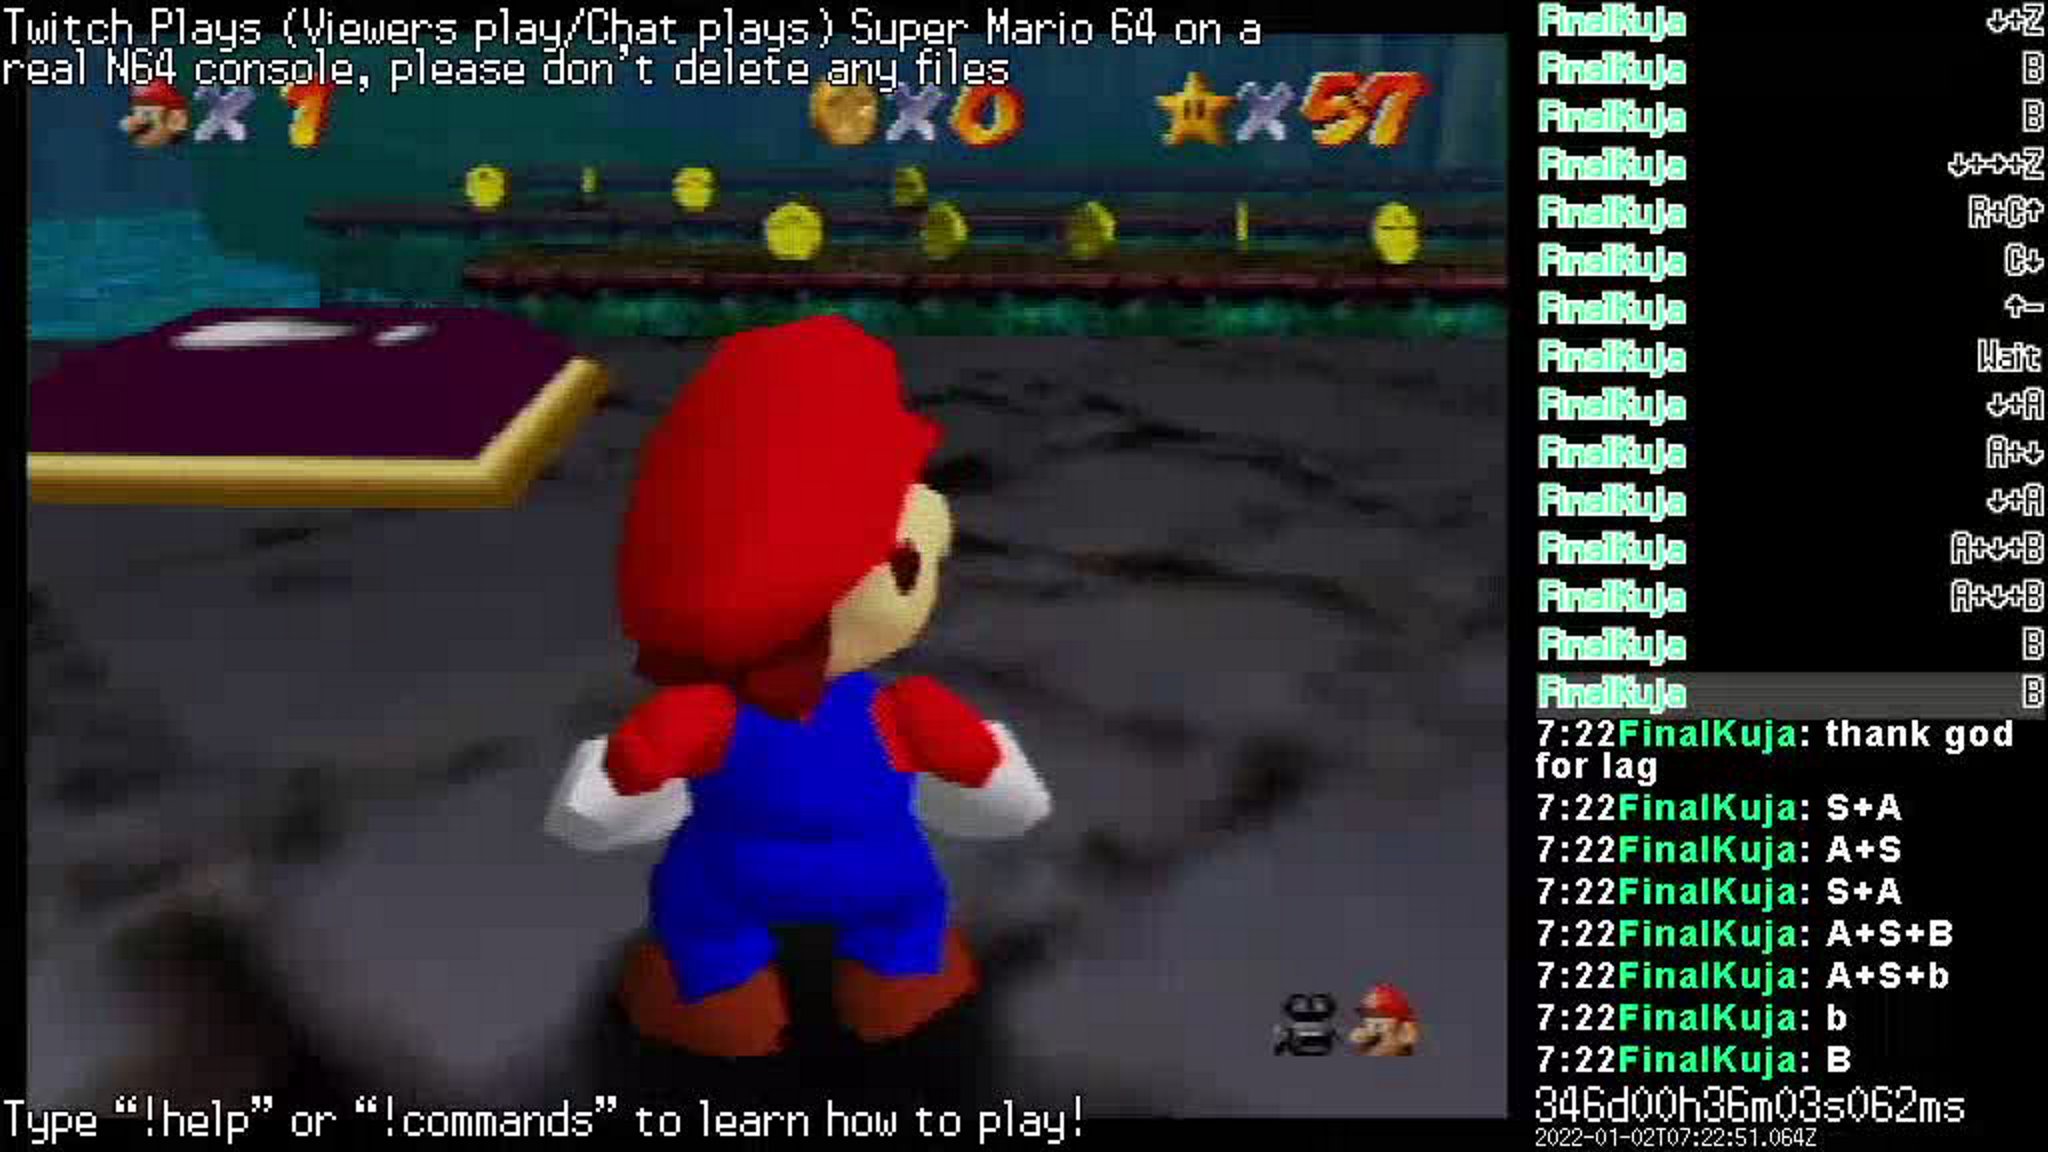 Twitch Plays (Viewers play/Chat plays) Super Mario 64 on a
real N64 console, please don't delete any files
x 1 x 0 x 57
FinalKuja ↓+Z
FinalKuja B
FinalKuja B
FinalKuja ↓+→+Z
FinalKuja R+C↑
FinalKuja C↓
FinalKuja ↑-
FinalKuja Wait
FinalKuja ↓+A
FinalKuja A+↓
FinalKuja ↓+A
FinalKuja A+↓+B
FinalKuja A+↓+B
FinalKuja B
FinalKuja B
7:22FinalKuja: thank god
for lag
7:22FinalKuja: S+A
7:22FinalKuja: A+S
7:22FinalKuja: S+A
7:22FinalKuja: A+S+B
7:22FinalKuja: A+S+b
7:22FinalKuja: b
7:22FinalKuja: B
346d00h36m03s062ms
2022-01-02T07:22:51.064Z
Type “!help” or “!commands” to learn how to play!